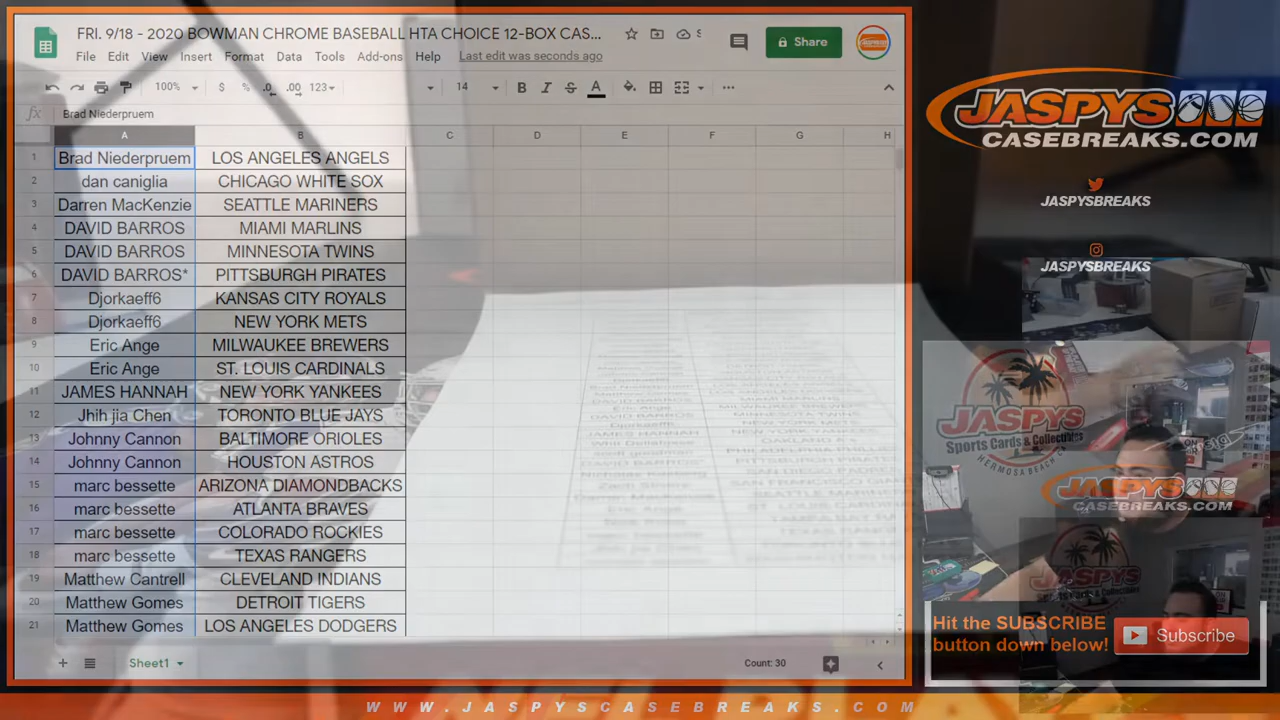 FRI. 9/18 - 2020 BOWMAN CHROME BASEBALL HTA CHOICE 12-BOX CAS...
Share
File Edit View Insert Format Data Tools Add-ons Help Last edit was seconds ago
100% $ % .0 .00 123 14 B I S A
fx Brad Niederpruem
A B C D E F G H
1 Brad Niederpruem LOS ANGELES ANGELS
2 dan caniglia CHICAGO WHITE SOX
3 Darren MacKenzie SEATTLE MARINERS
4 DAVID BARROS MIAMI MARLINS
5 DAVID BARROS MINNESOTA TWINS
6 DAVID BARROS* PITTSBURGH PIRATES
7 Djorkaeff6 KANSAS CITY ROYALS
8 Djorkaeff6 NEW YORK METS
9 Eric Ange MILWAUKEE BREWERS
10 Eric Ange ST. LOUIS CARDINALS
11 JAMES HANNAH NEW YORK YANKEES
12 Jhih jia Chen TORONTO BLUE JAYS
13 Johnny Cannon BALTIMORE ORIOLES
14 Johnny Cannon HOUSTON ASTROS
15 marc bessette ARIZONA DIAMONDBACKS
16 marc bessette ATLANTA BRAVES
17 marc bessette COLORADO ROCKIES
18 marc bessette TEXAS RANGERS
19 Matthew Cantrell CLEVELAND INDIANS
20 Matthew Gomes DETROIT TIGERS
21 Matthew Gomes LOS ANGELES DODGERS
Sheet1
Count: 30
JASPYS
CASEBREAKS.COM
JASPYSBREAKS
JASPYSBREAKS
JASPYS
Sports Cards & Collectibles
HERMOSA BEACH
JASPYS
CASEBREAKS.COM
JASPYS
Hit the SUBSCRIBE
button down below!
Subscribe
WWW.JASPYSCASEBREAKS.COM